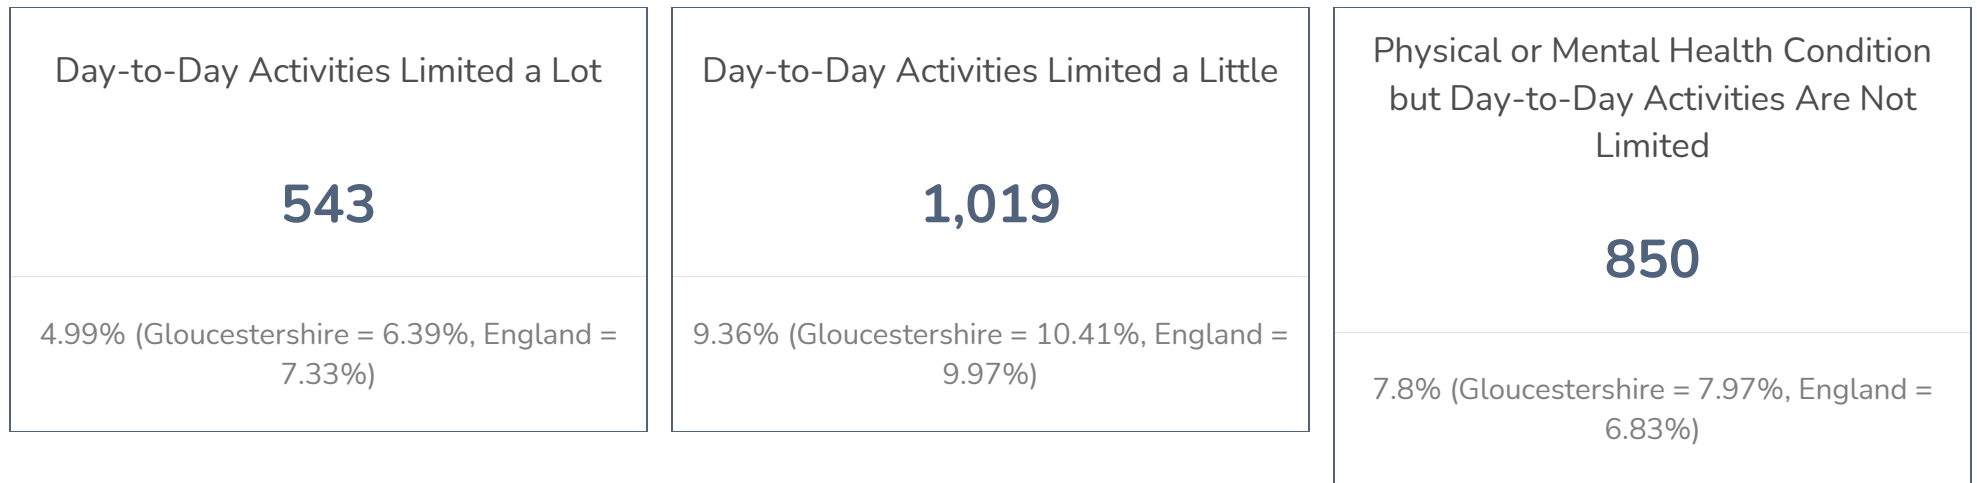 Day-to-Day Activities Limited a Lot
543
4.99% (Gloucestershire = 6.39%, England =
7.33%)
Day-to-Day Activities Limited a Little
1,019
9.36% (Gloucestershire = 10.41%, England =
9.97%)
Physical or Mental Health Condition
but Day-to-Day Activities Are Not
Limited
850
7.8% (Gloucestershire = 7.97%, England =
6.83%)